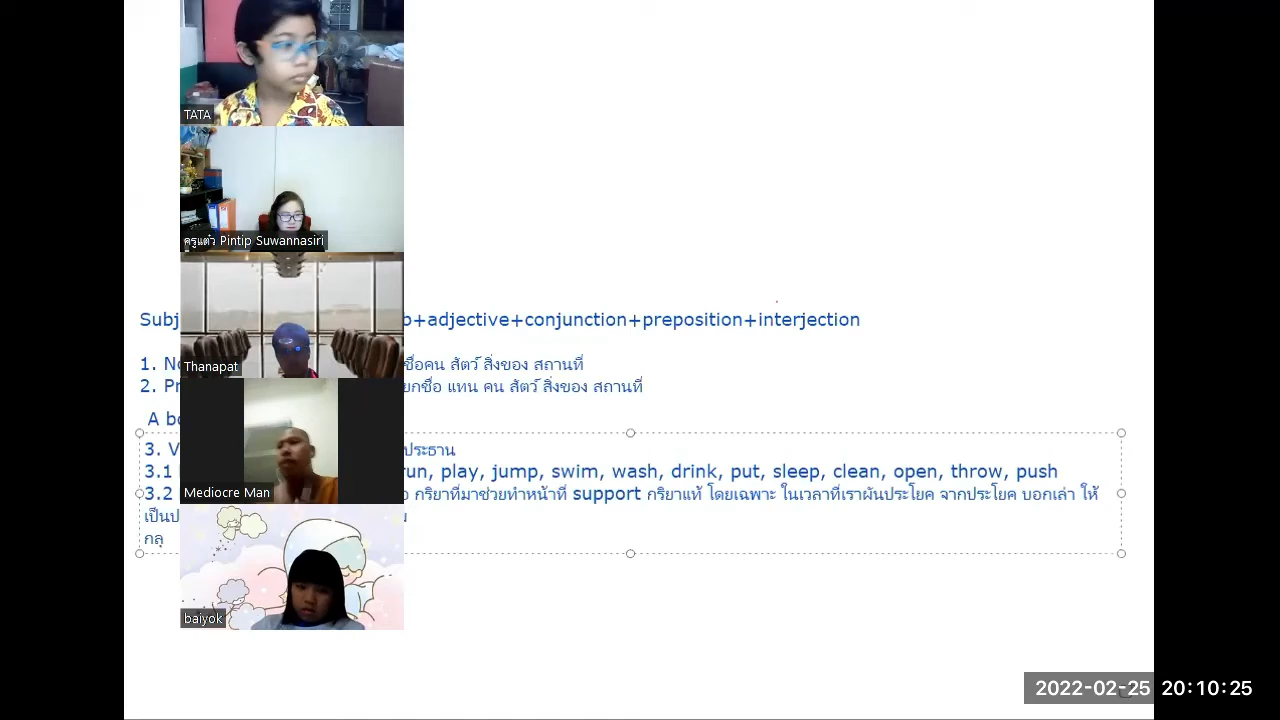 TATA
ครูแต๋ว Pintip Suwannasiri
Thanapat
Mediocre Man
baiyok
Subj
+adjective+conjunction+preposition+interjection
1. N
ชื่อคน สัตว์ สิ่งของ สถานที่
2. Pr
ยกชื่อ แทน คน สัตว์ สิ่งของ สถานที่
A b
3. V
ประธาน
3.1
run, play, jump, swim, wash, drink, put, sleep, clean, open, throw, push
3.2
กริยาที่มาช่วยทำหน้าที่ support กริยาแท้ โดยเฉพาะ ในเวลาที่เราผันประโยค จากประโยค บอกเล่า ให้
เป็นป
กลุ
2022-02-25 20:10:25